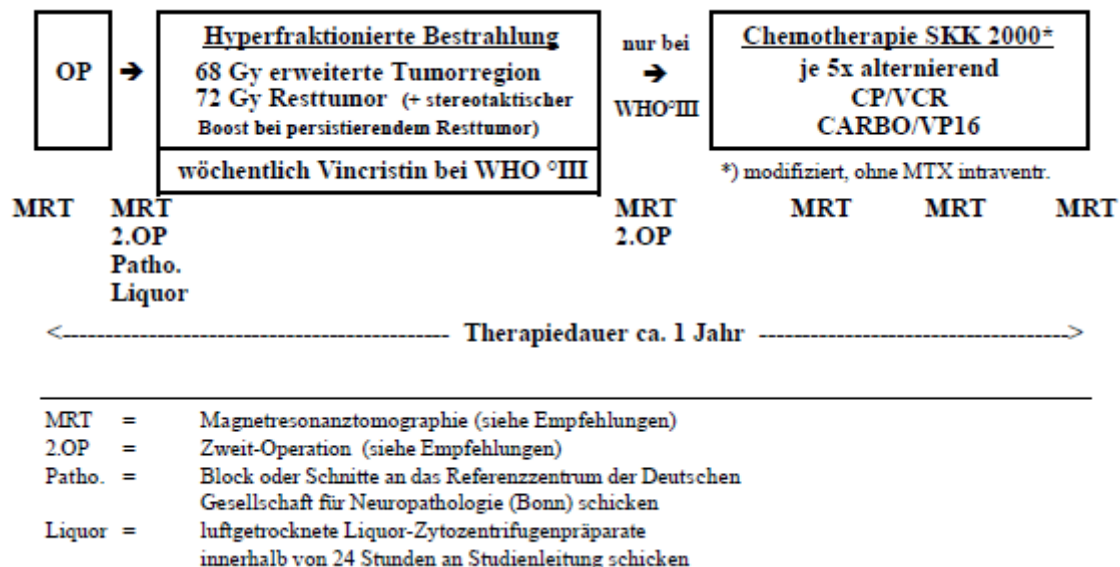 OP
➔
Hyperfraktionierte Bestrahlung
68 Gy erweiterte Tumorregion
72 Gy Resttumor (+ stereotaktischer
Boost bei persistierendem Resttumor)
wöchentlich Vincristin bei WHO °III
nur bei
➔
WHO°III
Chemotherapie SKK 2000*
je 5x alternierend
CP/VCR
CARBO/VP16
*) modifiziert, ohne MTX intraventr.
MRT MRT MRT MRT MRT MRT
2.OP 2.OP
Patho.
Liquor
<------------------------------------------- Therapiedauer ca. 1 Jahr ----------------------------------->
MRT = Magnetresonanztomographie (siehe Empfehlungen)
2.OP = Zweit-Operation (siehe Empfehlungen)
Patho. = Block oder Schnitte an das Referenzzentrum der Deutschen
Gesellschaft für Neuropathologie (Bonn) schicken
Liquor = luftgetrocknete Liquor-Zytozentrifugenpräparate
innerhalb von 24 Stunden an Studienleitung schicken